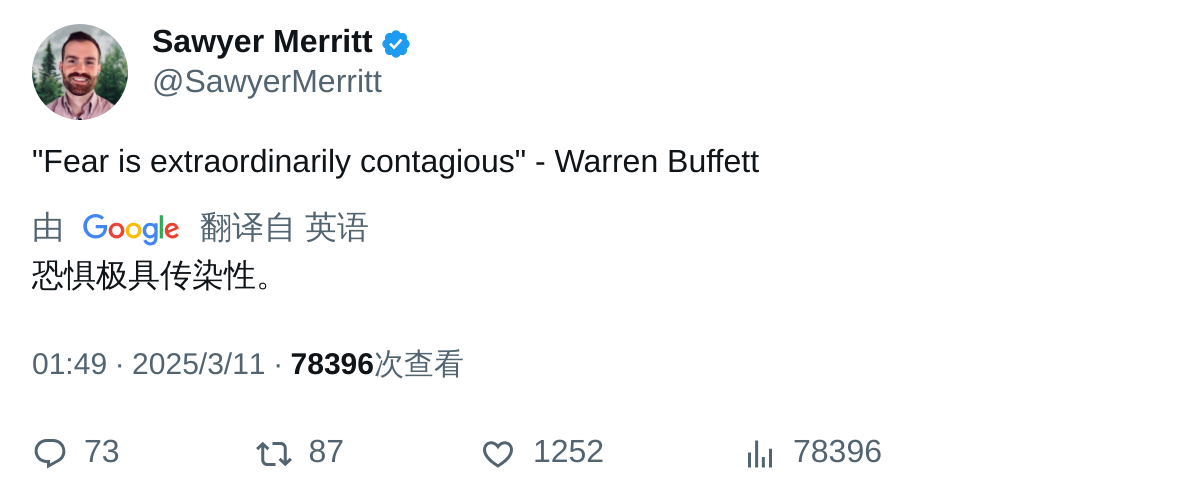 Sawyer Merritt
@SawyerMerritt
"Fear is extraordinarily contagious" - Warren Buffett
由 Google 翻译自 英语
恐惧极具传染性。
01:49 · 2025/3/11 · 78396次查看
73 87 1252 78396